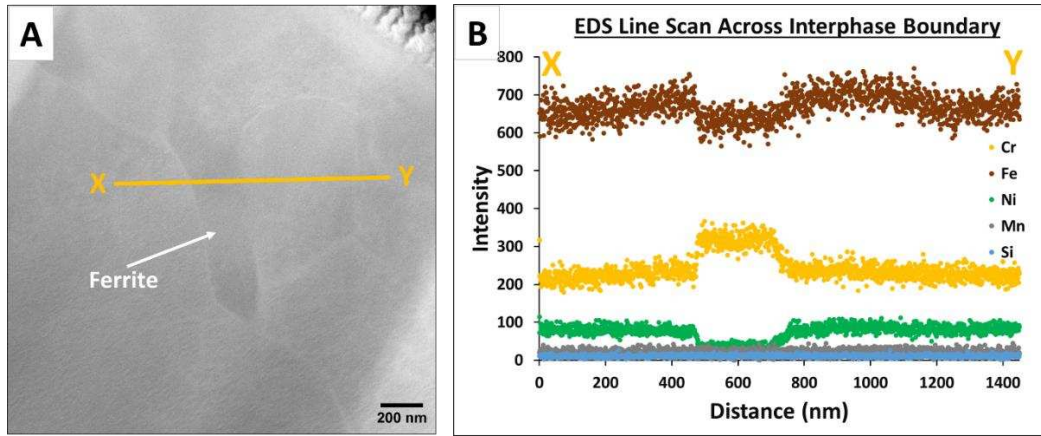 A
X
Y
Ferrite
200 nm
B
EDS Line Scan Across Interphase Boundary
X
Y
800
700
600
500
400
300
200
100
0
Intensity
Cr
Fe
Ni
Mn
Si
0 200 400 600 800 1000 1200 1400
Distance (nm)